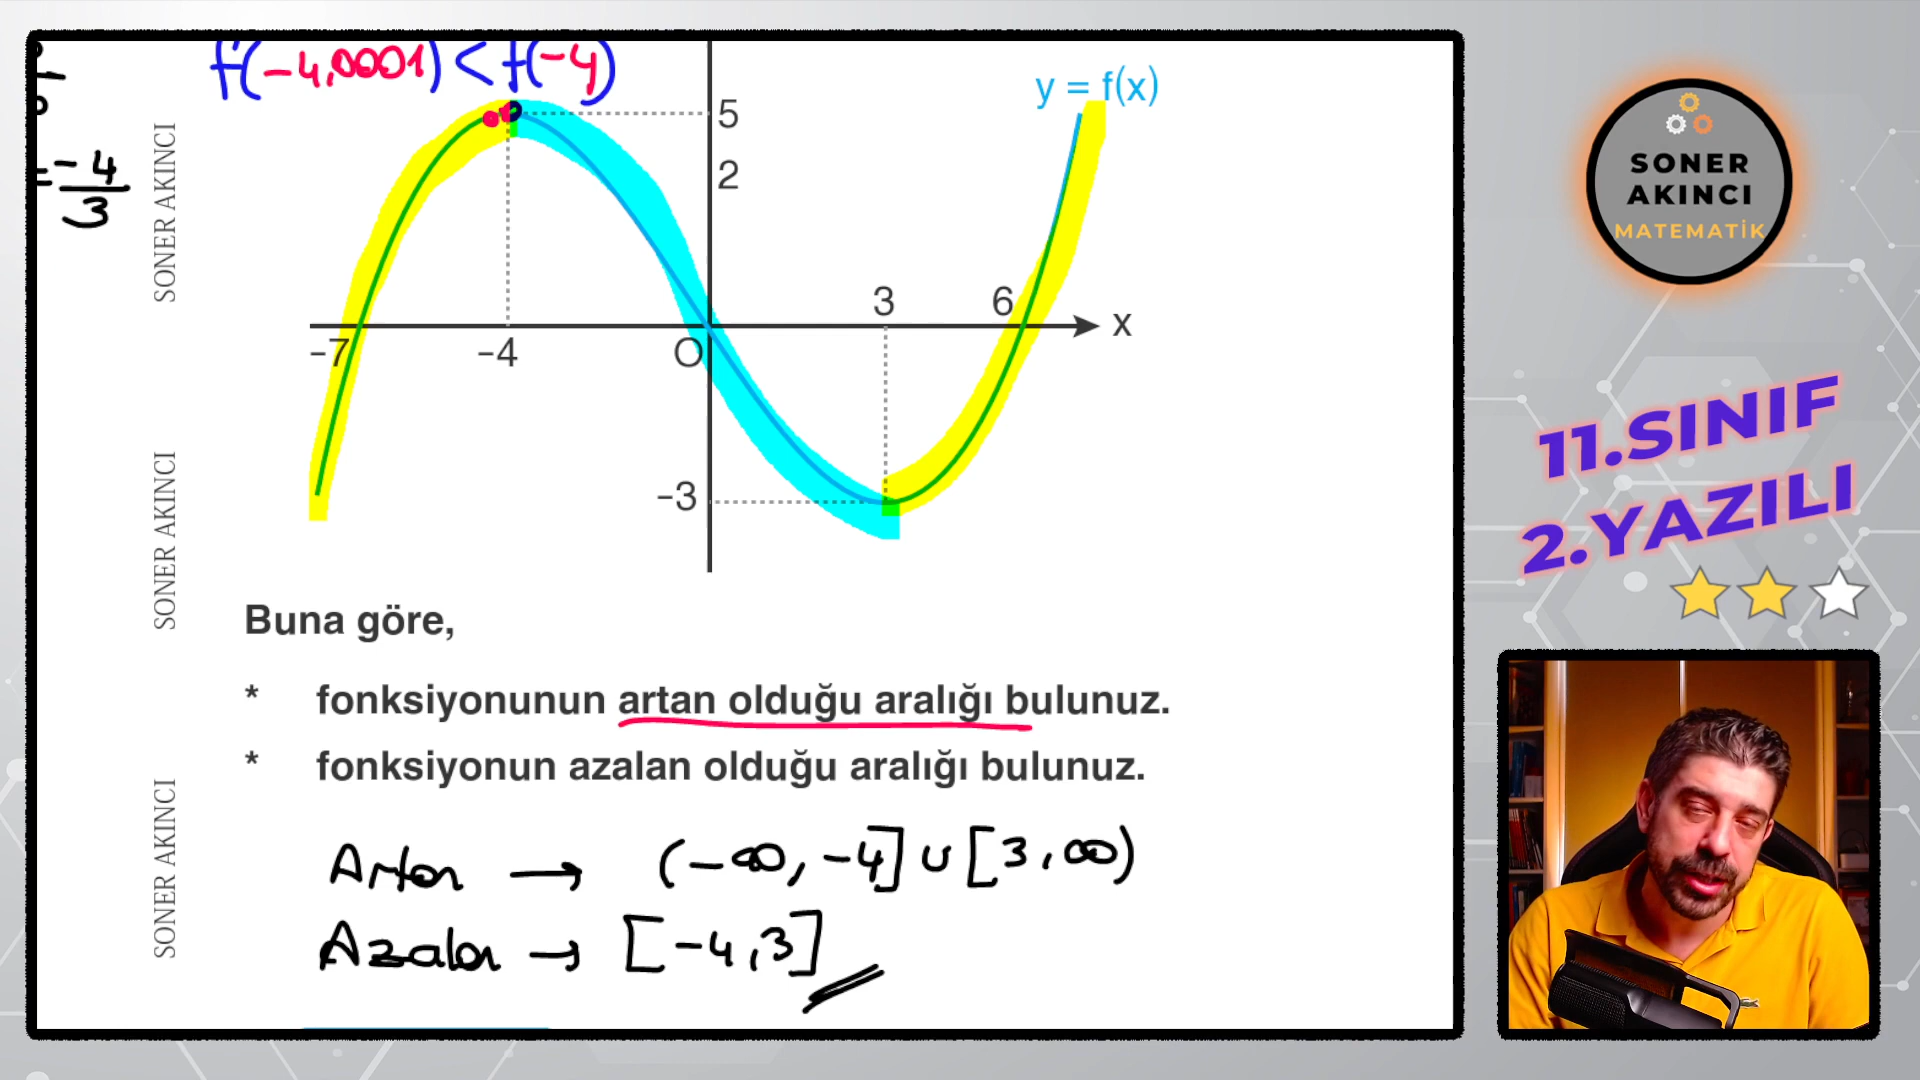 f(-4,0001) < f(-4)
y = f(x)
5
2
= -4/3
3
6
x
-7
-4
O
-3
SONER AKINCI
SONER AKINCI
SONER AKINCI
Buna göre,
* fonksiyonunun artan olduğu aralığı bulunuz.
* fonksiyonun azalan olduğu aralığı bulunuz.
Artan → (-∞, -4] ∪ [3, ∞)
Azalan → [-4,3]
SONER
AKINCI
MATEMATİK
11.SINIF
2.YAZILI